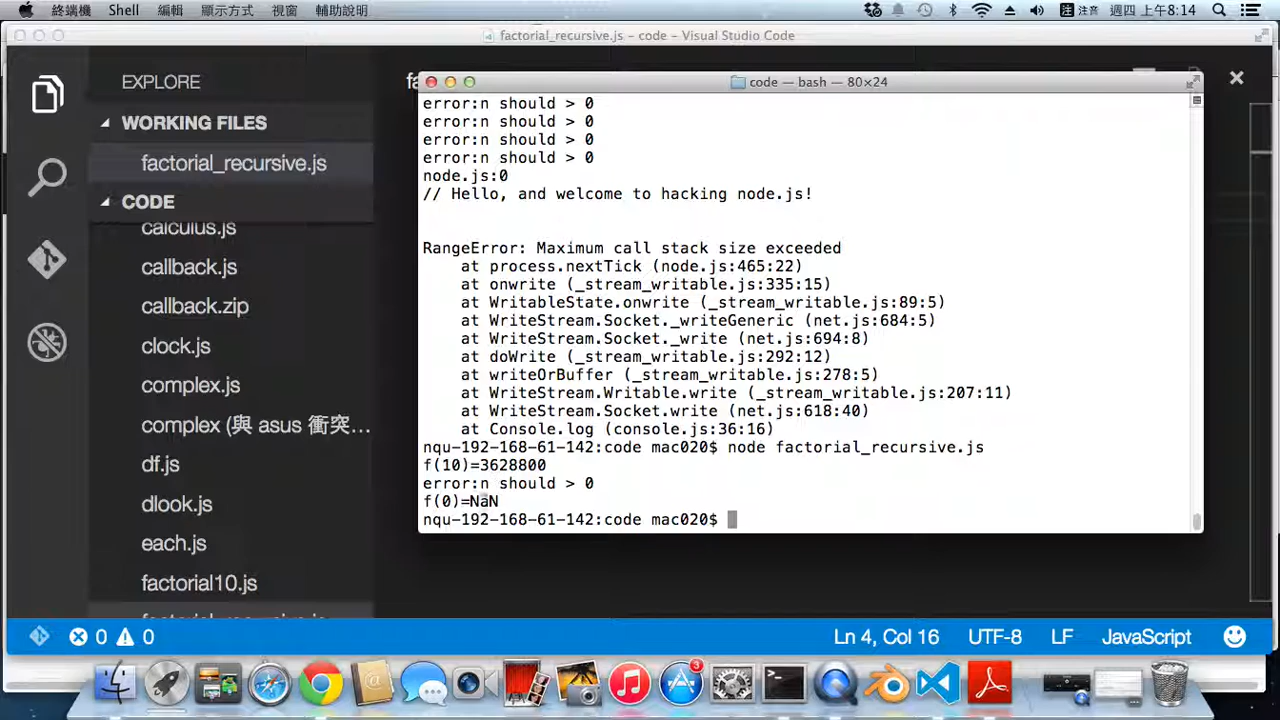 終端機 Shell 編輯 顯示方式 視窗 輔助說明 注音 週四 上午8:14
factorial_recursive.js – code – Visual Studio Code
EXPLORE
WORKING FILES
factorial_recursive.js
CODE
calculus.js
callback.js
callback.zip
clock.js
complex.js
complex (與 asus 衝突...
df.js
dlook.js
each.js
factorial10.js
code — bash — 80×24
error:n should > 0
error:n should > 0
error:n should > 0
error:n should > 0
node.js:0
// Hello, and welcome to hacking node.js!
RangeError: Maximum call stack size exceeded
at process.nextTick (node.js:465:22)
at onwrite (_stream_writable.js:335:15)
at WritableState.onwrite (_stream_writable.js:89:5)
at WriteStream.Socket._writeGeneric (net.js:684:5)
at WriteStream.Socket._write (net.js:694:8)
at doWrite (_stream_writable.js:292:12)
at writeOrBuffer (_stream_writable.js:278:5)
at WriteStream.Writable.write (_stream_writable.js:207:11)
at WriteStream.Socket.write (net.js:618:40)
at Console.log (console.js:36:16)
nqu-192-168-61-142:code mac020$ node factorial_recursive.js
f(10)=3628800
error:n should > 0
f(0)=NaN
nqu-192-168-61-142:code mac020$
0 0 Ln 4, Col 16 UTF-8 LF JavaScript
3